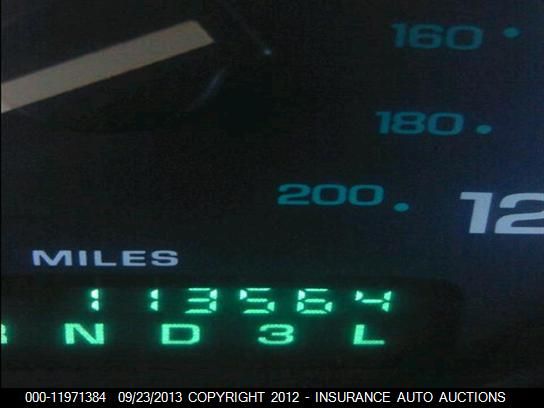 160
180
200
12
MILES
113564
N D 3 L
000-11971384 09/23/2013 COPYRIGHT 2012 - INSURANCE AUTO AUCTIONS